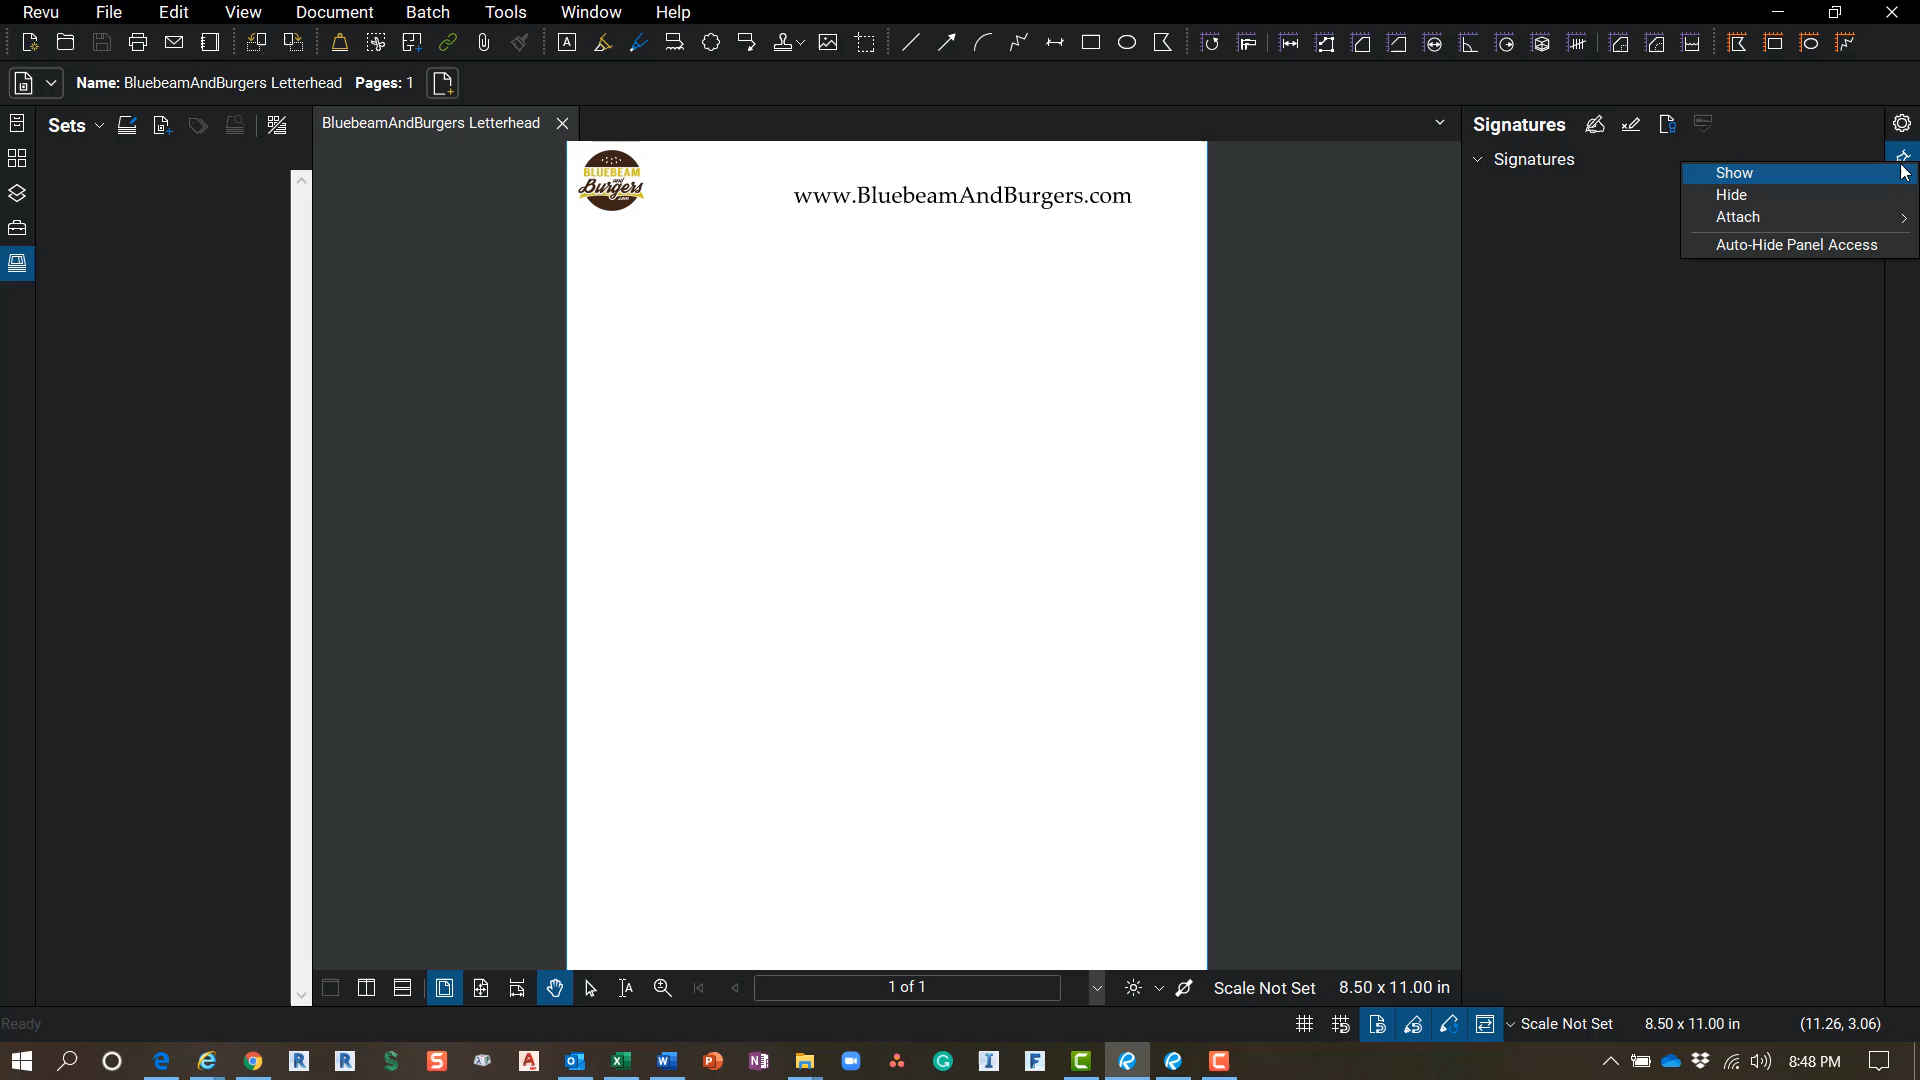 Revu File Edit View Document Batch Tools Window Help
Name: BluebeamAndBurgers Letterhead Pages: 1
Sets
BluebeamAndBurgers Letterhead
Signatures
Signatures
Show
Hide
Attach
Auto-Hide Panel Access
BLUEBEAM
and
Burgers
www.BluebeamAndBurgers.com
1 of 1
Scale Not Set 8.50 x 11.00 in
Ready
Scale Not Set 8.50 x 11.00 in (11.26, 3.06)
8:48 PM